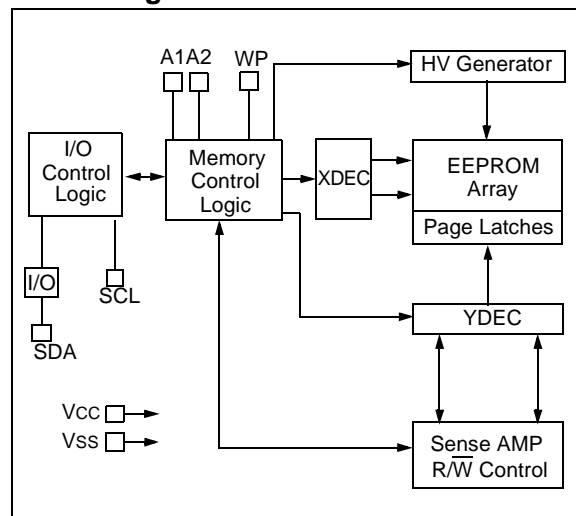 A1A2
WP
HV Generator
I/O
Control
Logic
Memory
Control
Logic
XDEC
EEPROM
Array
Page Latches
I/O
SCL
SDA
YDEC
VCC
VSS
Sense AMP
R/W̅ Control